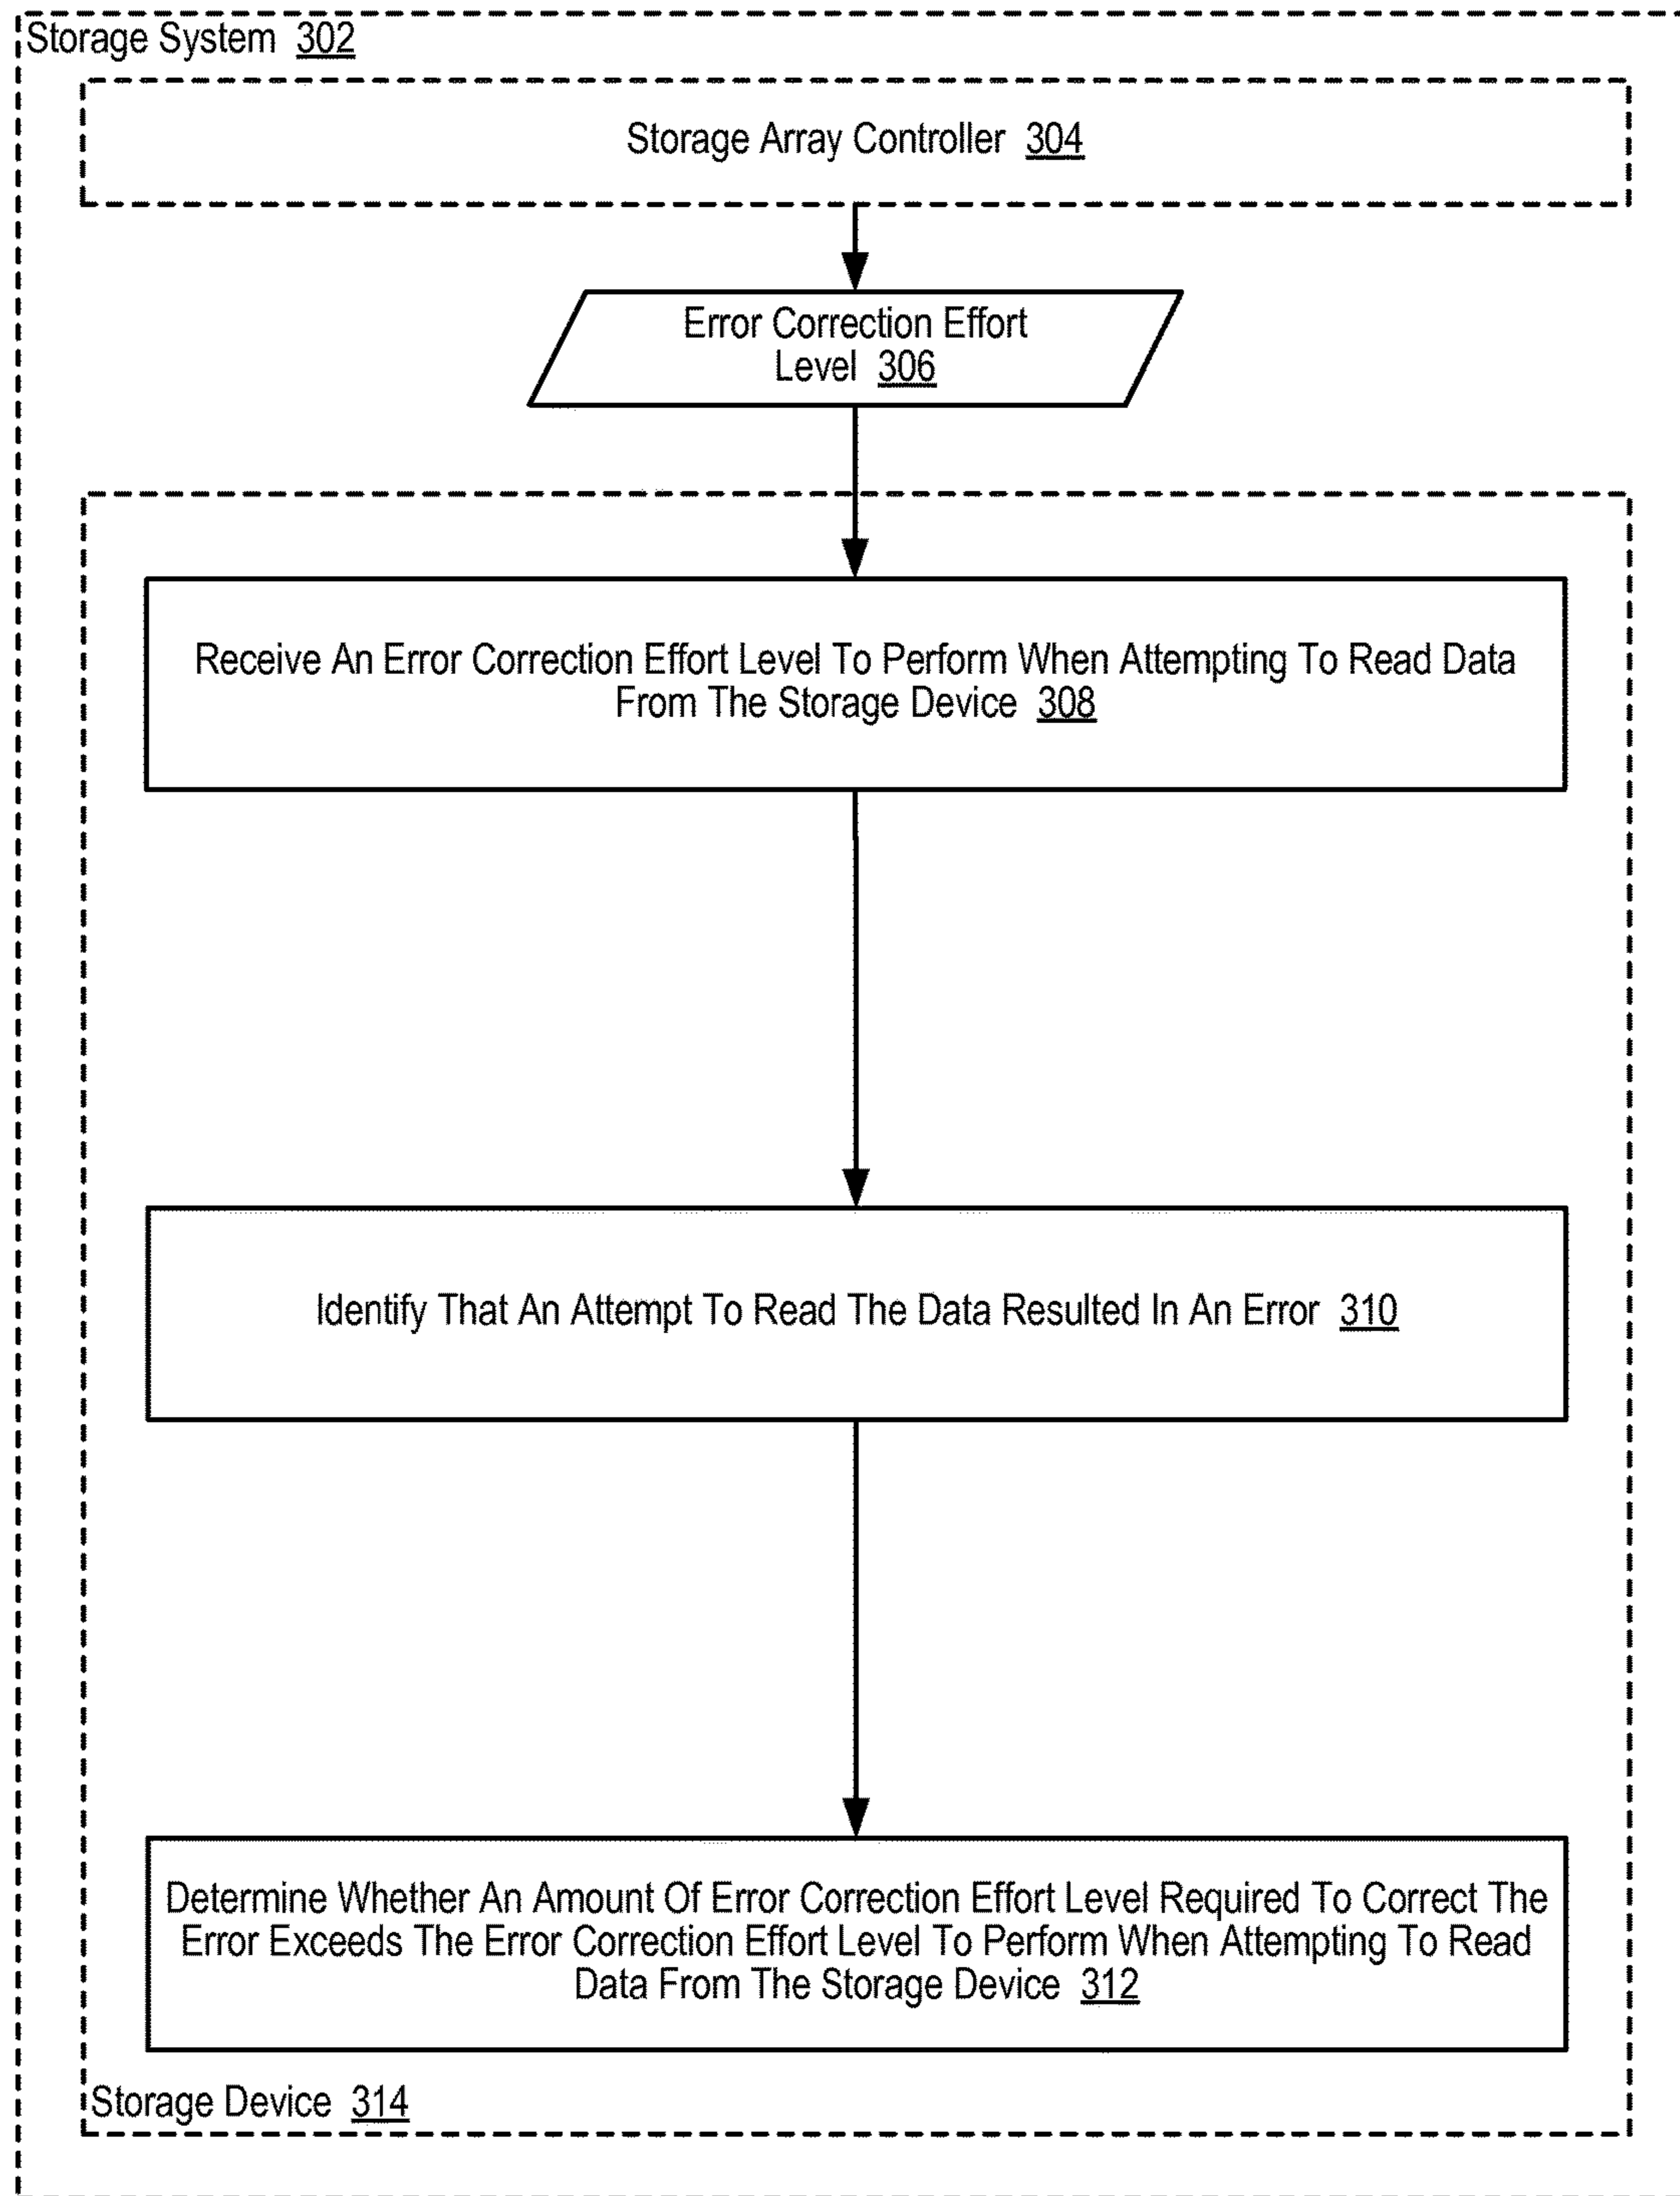 Storage System 302
Storage Array Controller 304
Error Correction Effort
Level 306
Receive An Error Correction Effort Level To Perform When Attempting To Read Data
From The Storage Device 308
Identify That An Attempt To Read The Data Resulted In An Error 310
Determine Whether An Amount Of Error Correction Effort Level Required To Correct The
Error Exceeds The Error Correction Effort Level To Perform When Attempting To Read
Data From The Storage Device 312
Storage Device 314